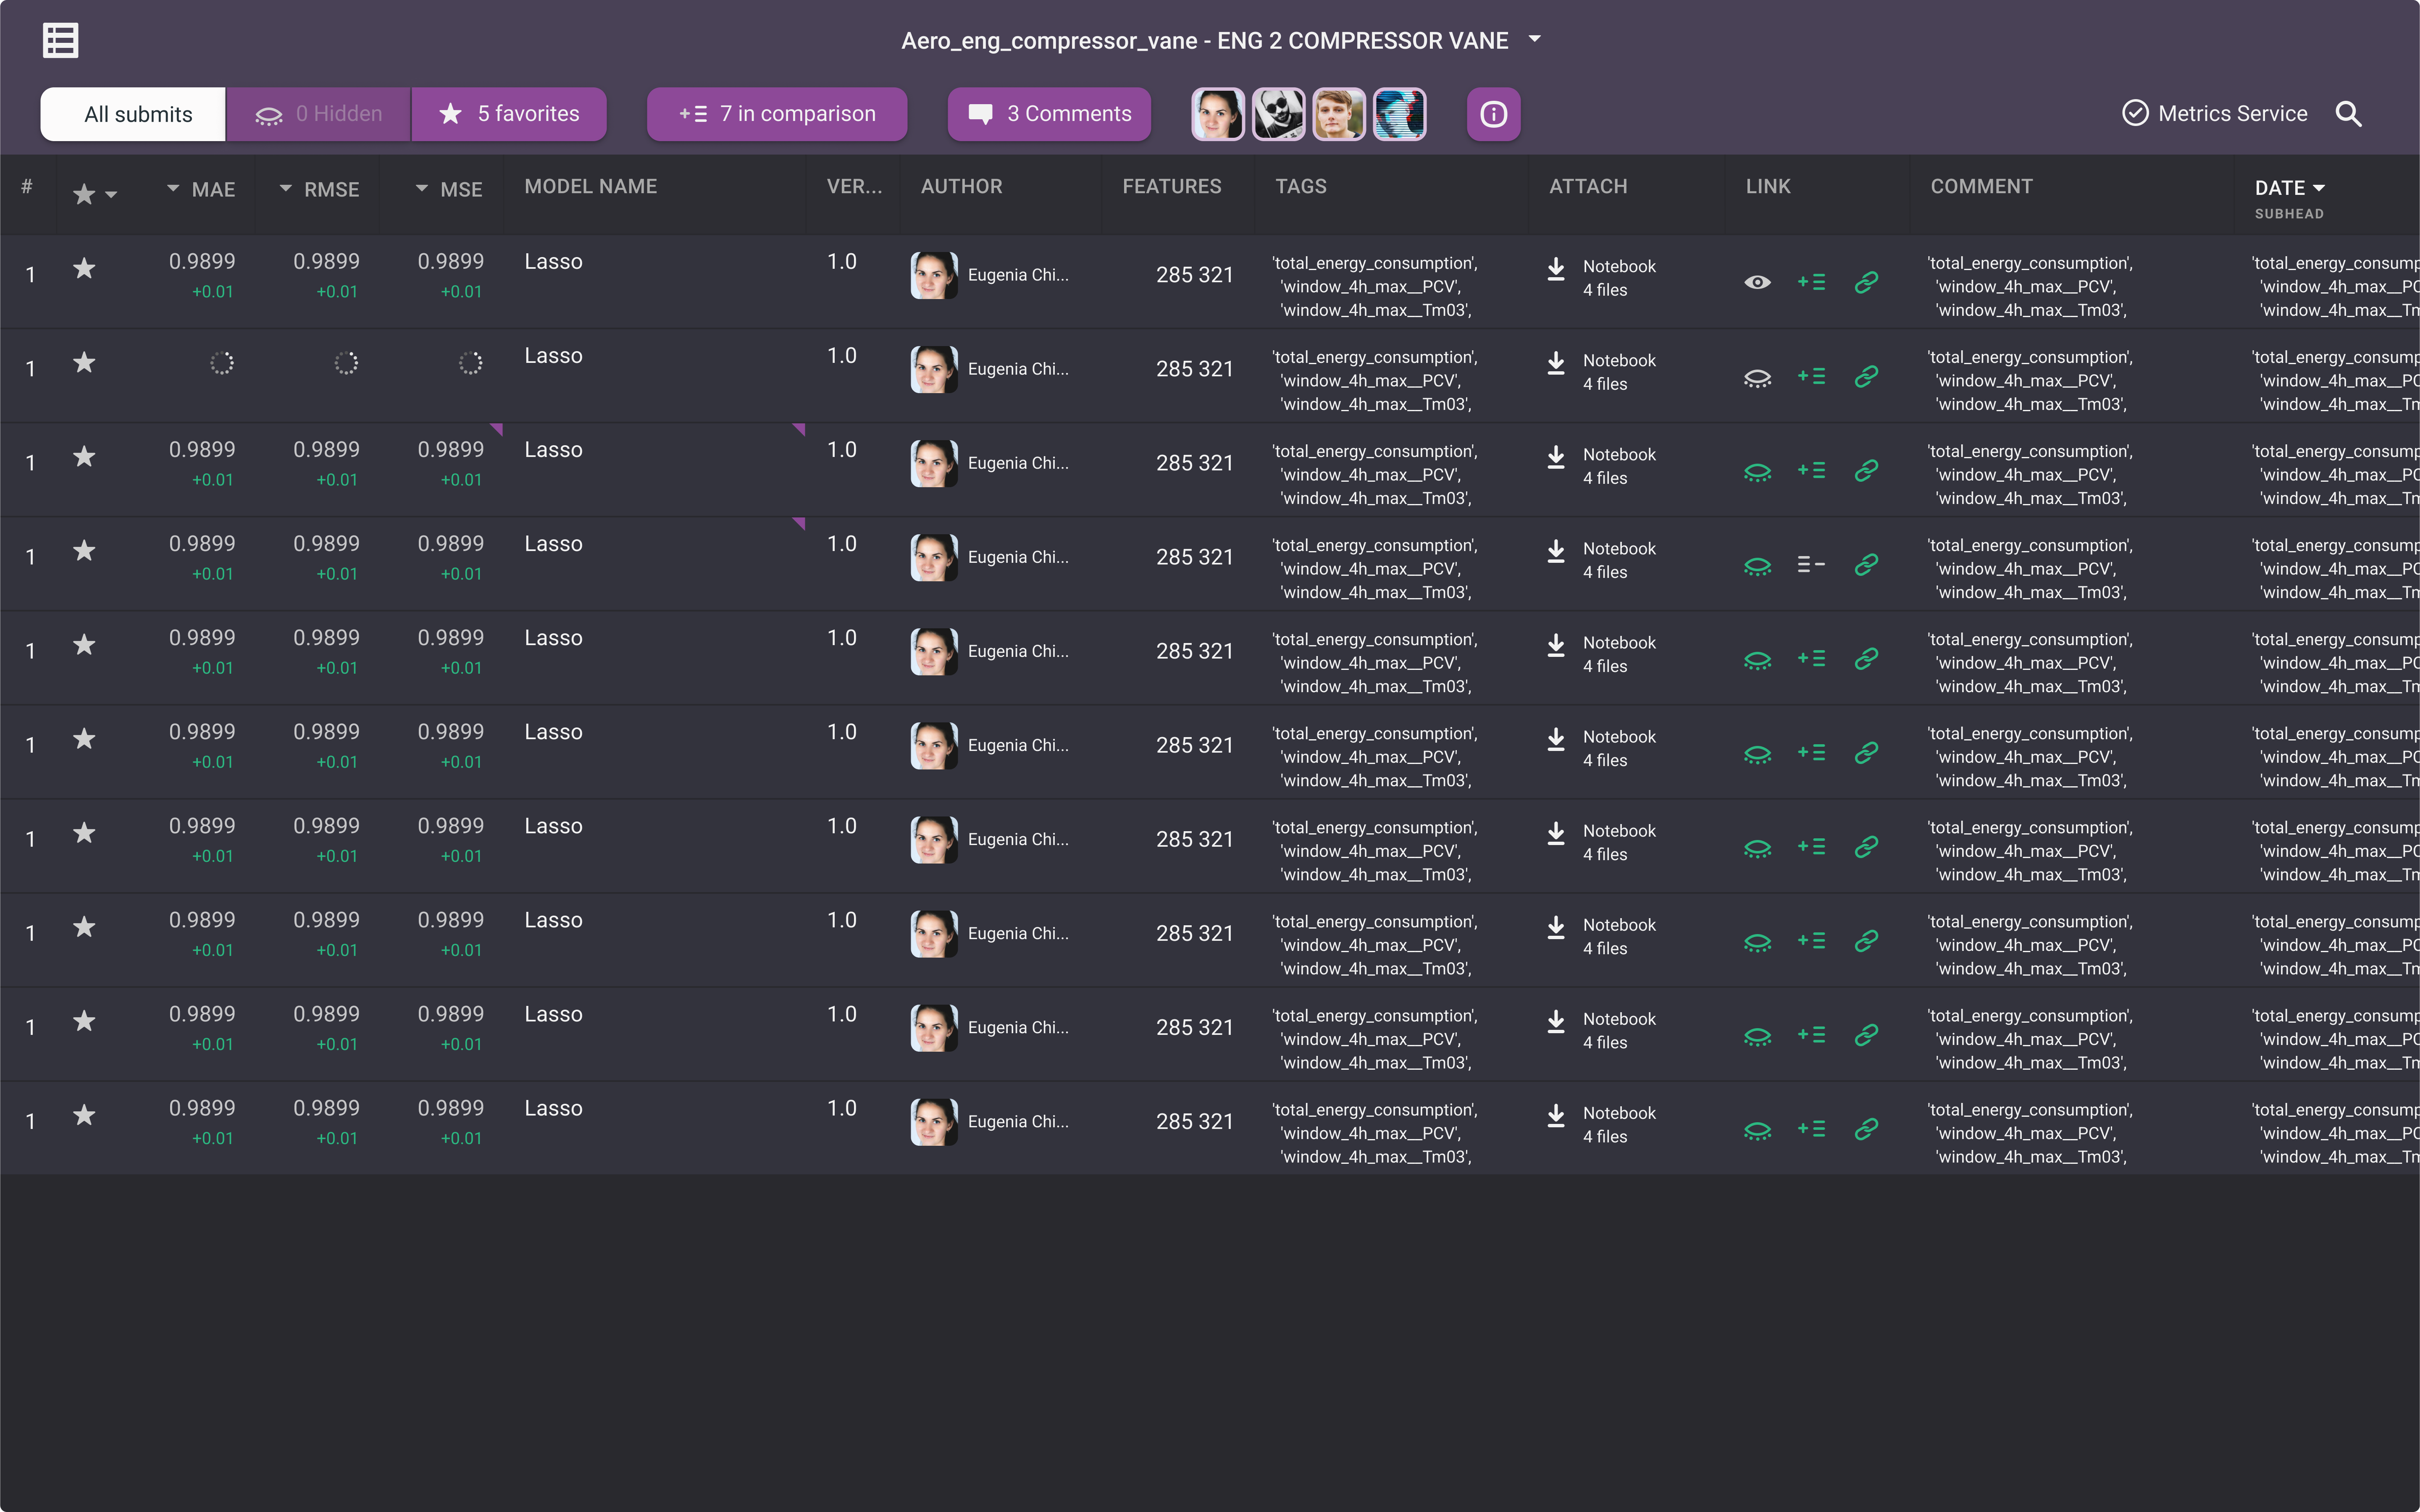 Aero_eng_compressor_vane - ENG 2 COMPRESSOR VANE
All submits 0 Hidden 5 favorites 7 in comparison 3 Comments Metrics Service
# MAE RMSE MSE MODEL NAME VER... AUTHOR FEATURES TAGS ATTACH LINK COMMENT DATE
SUBHEAD
1 0.9899 0.9899 0.9899 Lasso 1.0 Eugenia Chi... 285 321 'total_energy_consumption', Notebook 'total_energy_consumption', 'total_energy_consump
+0.01 +0.01 +0.01 'window_4h_max__PCV', 4 files 'window_4h_max__PCV', 'window_4h_max__PC
'window_4h_max__Tm03', 'window_4h_max__Tm03', 'window_4h_max__Tm
1 Lasso 1.0 Eugenia Chi... 285 321 'total_energy_consumption', Notebook 'total_energy_consumption', 'total_energy_consump
'window_4h_max__PCV', 4 files 'window_4h_max__PCV', 'window_4h_max__PC
'window_4h_max__Tm03', 'window_4h_max__Tm03', 'window_4h_max__Tm
1 0.9899 0.9899 0.9899 Lasso 1.0 Eugenia Chi... 285 321 'total_energy_consumption', Notebook 'total_energy_consumption', 'total_energy_consump
+0.01 +0.01 +0.01 'window_4h_max__PCV', 4 files 'window_4h_max__PCV', 'window_4h_max__PC
'window_4h_max__Tm03', 'window_4h_max__Tm03', 'window_4h_max__Tm
1 0.9899 0.9899 0.9899 Lasso 1.0 Eugenia Chi... 285 321 'total_energy_consumption', Notebook 'total_energy_consumption', 'total_energy_consump
+0.01 +0.01 +0.01 'window_4h_max__PCV', 4 files 'window_4h_max__PCV', 'window_4h_max__PC
'window_4h_max__Tm03', 'window_4h_max__Tm03', 'window_4h_max__Tm
1 0.9899 0.9899 0.9899 Lasso 1.0 Eugenia Chi... 285 321 'total_energy_consumption', Notebook 'total_energy_consumption', 'total_energy_consump
+0.01 +0.01 +0.01 'window_4h_max__PCV', 4 files 'window_4h_max__PCV', 'window_4h_max__PC
'window_4h_max__Tm03', 'window_4h_max__Tm03', 'window_4h_max__Tm
1 0.9899 0.9899 0.9899 Lasso 1.0 Eugenia Chi... 285 321 'total_energy_consumption', Notebook 'total_energy_consumption', 'total_energy_consump
+0.01 +0.01 +0.01 'window_4h_max__PCV', 4 files 'window_4h_max__PCV', 'window_4h_max__PC
'window_4h_max__Tm03', 'window_4h_max__Tm03', 'window_4h_max__Tm
1 0.9899 0.9899 0.9899 Lasso 1.0 Eugenia Chi... 285 321 'total_energy_consumption', Notebook 'total_energy_consumption', 'total_energy_consump
+0.01 +0.01 +0.01 'window_4h_max__PCV', 4 files 'window_4h_max__PCV', 'window_4h_max__PC
'window_4h_max__Tm03', 'window_4h_max__Tm03', 'window_4h_max__Tm
1 0.9899 0.9899 0.9899 Lasso 1.0 Eugenia Chi... 285 321 'total_energy_consumption', Notebook 'total_energy_consumption', 'total_energy_consump
+0.01 +0.01 +0.01 'window_4h_max__PCV', 4 files 'window_4h_max__PCV', 'window_4h_max__PC
'window_4h_max__Tm03', 'window_4h_max__Tm03', 'window_4h_max__Tm
1 0.9899 0.9899 0.9899 Lasso 1.0 Eugenia Chi... 285 321 'total_energy_consumption', Notebook 'total_energy_consumption', 'total_energy_consump
+0.01 +0.01 +0.01 'window_4h_max__PCV', 4 files 'window_4h_max__PCV', 'window_4h_max__PC
'window_4h_max__Tm03', 'window_4h_max__Tm03', 'window_4h_max__Tm
1 0.9899 0.9899 0.9899 Lasso 1.0 Eugenia Chi... 285 321 'total_energy_consumption', Notebook 'total_energy_consumption', 'total_energy_consump
+0.01 +0.01 +0.01 'window_4h_max__PCV', 4 files 'window_4h_max__PCV', 'window_4h_max__PC
'window_4h_max__Tm03', 'window_4h_max__Tm03', 'window_4h_max__Tm